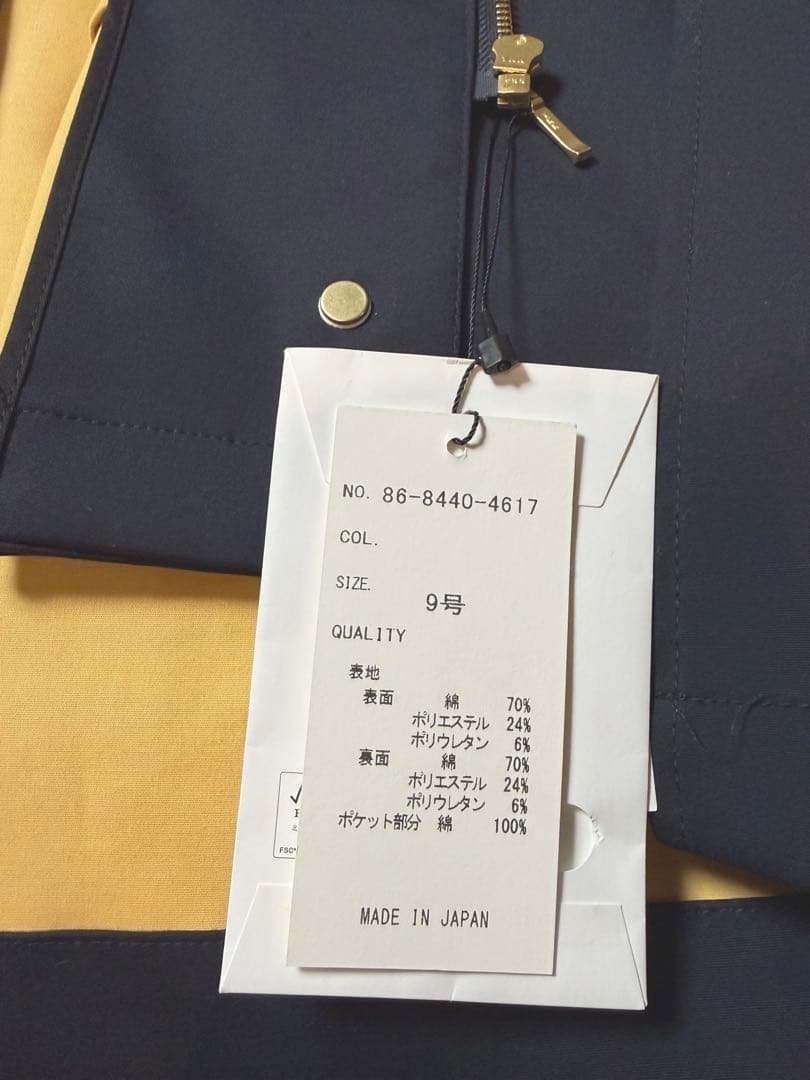 NO. 86-8440-4617
COL.
SIZE.
9号
QUALITY
表地
表面 綿 70%
ポリエステル 24%
ポリウレタン 6%
裏面 綿 70%
ポリエステル 24%
ポリウレタン 6%
ポケット部分 綿 100%
MADE IN JAPAN
FSC